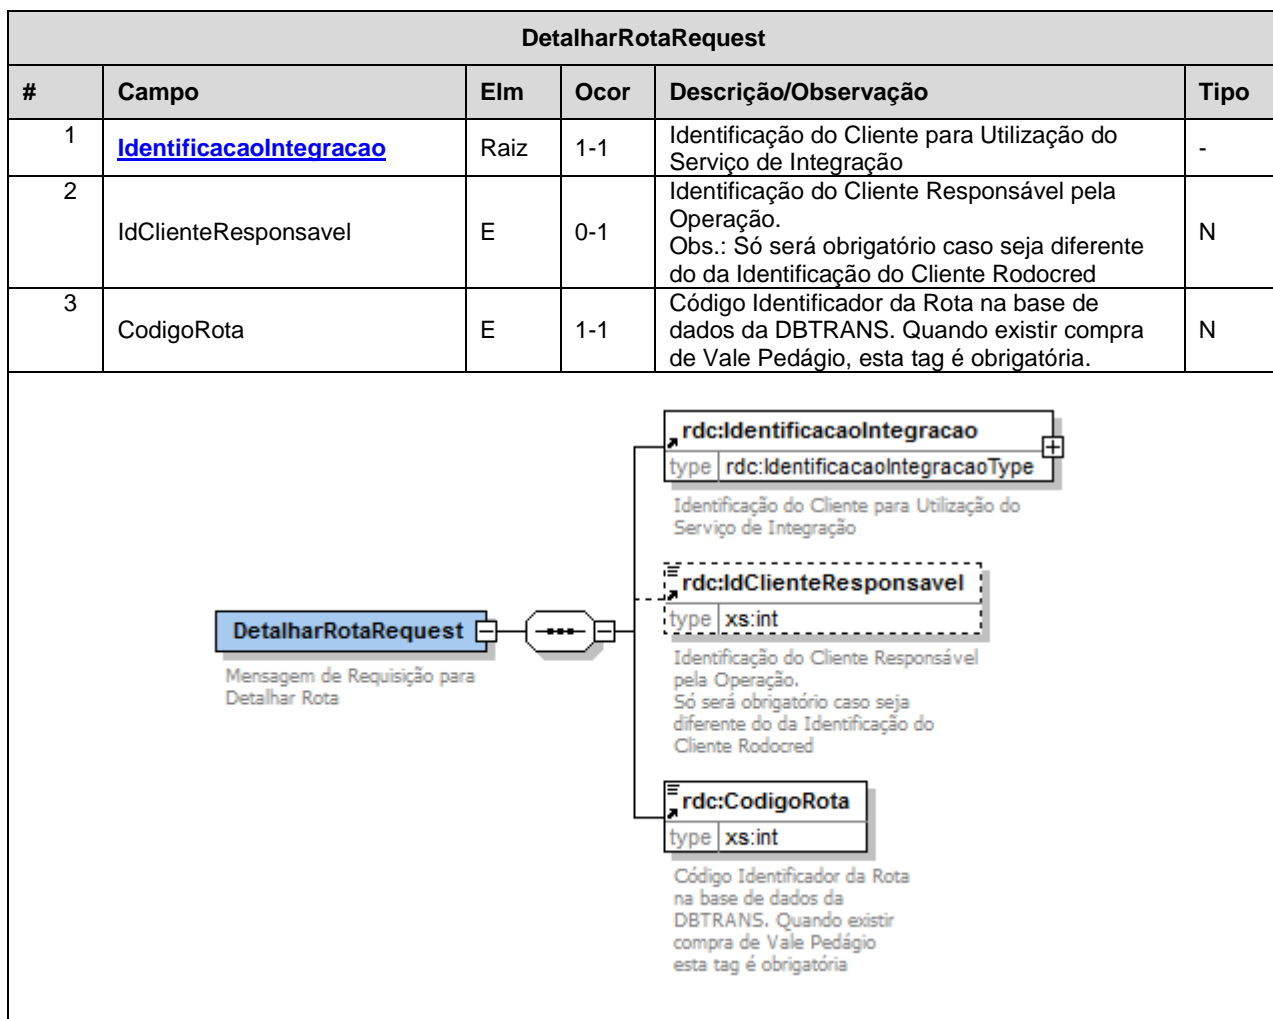 DetalharRotaRequest
# Campo Elm Ocor Descrição/Observação Tipo
1 IdentificacaoIntegracao Raiz 1-1 Identificação do Cliente para Utilização do
Serviço de Integração -
2 IdClienteResponsavel E 0-1 Identificação do Cliente Responsável pela
Operação.
Obs.: Só será obrigatório caso seja diferente
do da Identificação do Cliente Rodocred N
3 CodigoRota E 1-1 Código Identificador da Rota na base de
dados da DBTRANS. Quando existir compra
de Vale Pedágio, esta tag é obrigatória. N
rdc:IdentificacaoIntegracao
type rdc:IdentificacaoIntegracaoType
Identificação do Cliente para Utilização do
Serviço de Integração
rdc:IdClienteResponsavel
type xs:int
Identificação do Cliente Responsável
pela Operação.
Só será obrigatório caso seja
diferente do da Identificação do
Cliente Rodocred
DetalharRotaRequest
Mensagem de Requisição para
Detalhar Rota
rdc:CodigoRota
type xs:int
Código Identificador da Rota
na base de dados da
DBTRANS. Quando existir
compra de Vale Pedágio
esta tag é obrigatória